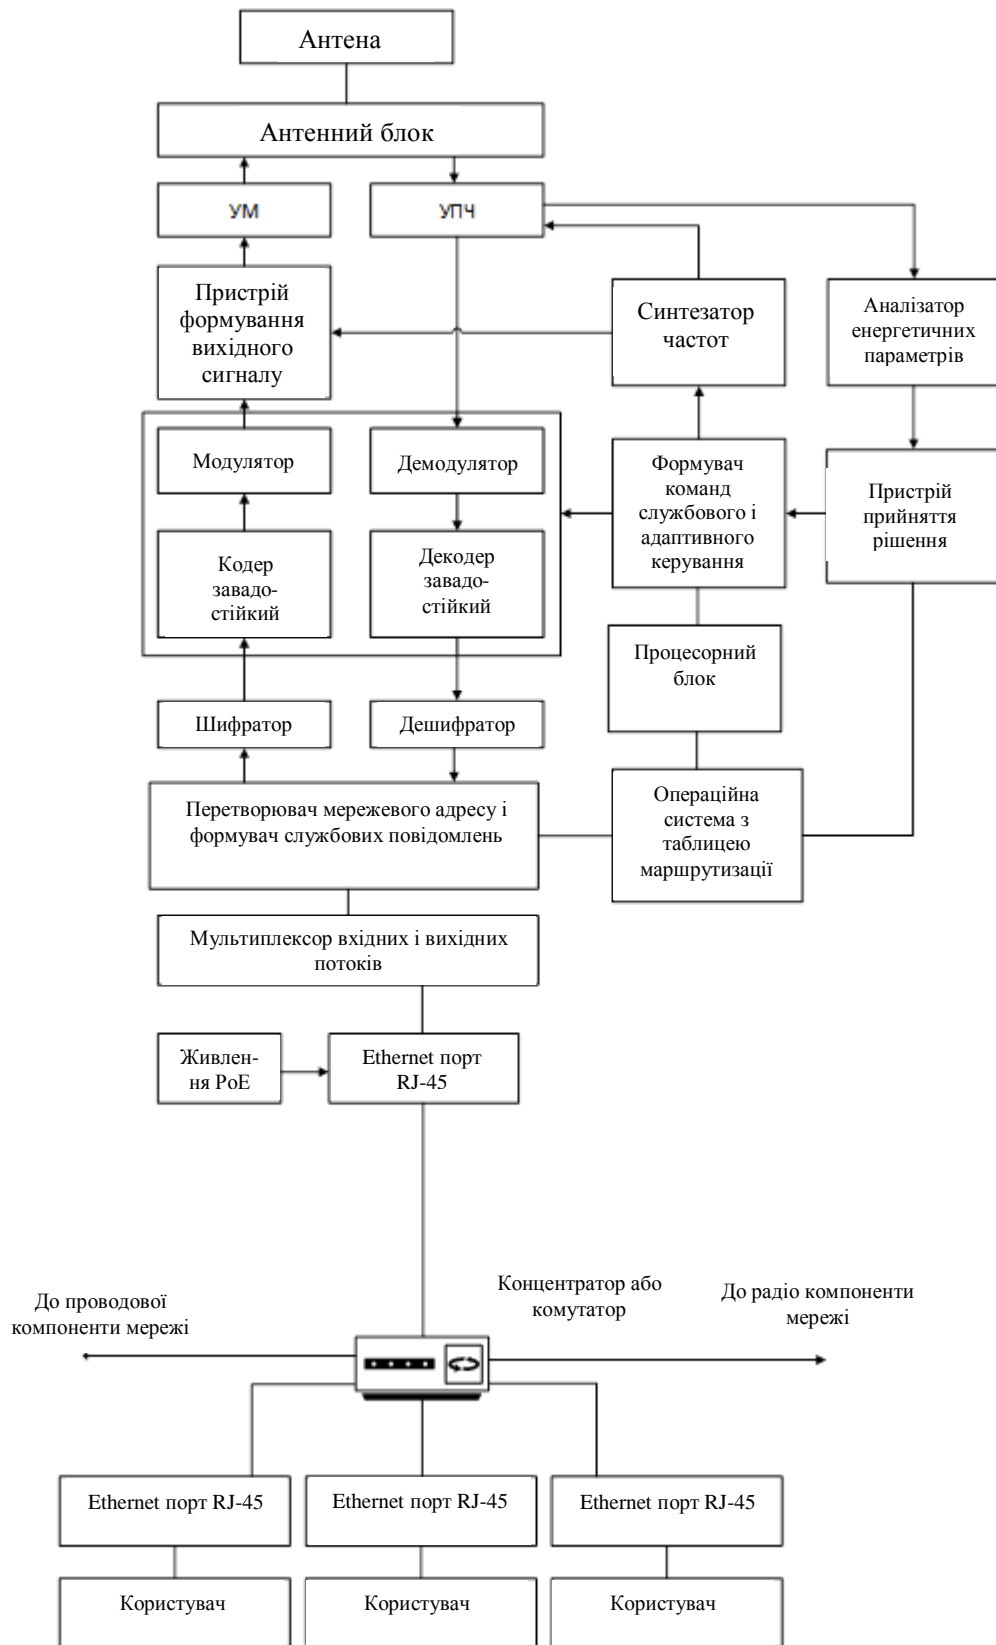 Антена
Антенний блок
УМ
УПЧ
Пристрій
формування
вихідного
сигналу
Синтезатор
частот
Аналізатор
енергетичних
параметрів
Модулятор
Демодулятор
Формувач
команд
службового і
адаптивного
керування
Пристрій
прийняття
рішення
Кодер
завадо-
стійкий
Декодер
завадо-
стійкий
Процесорний
блок
Шифратор
Дешифратор
Перетворювач мережевого адресу і
формувач службових повідомлень
Операційна
система з
таблицею
маршрутизації
Мультиплексор вхідних і вихідних
потоків
Живлен-
ня PoE
Ethernet порт
RJ-45
До проводової
компоненти мережі
Концентратор або
комутатор
До радіо компоненти
мережі
Ethernet порт RJ-45
Ethernet порт RJ-45
Ethernet порт RJ-45
Користувач
Користувач
Користувач